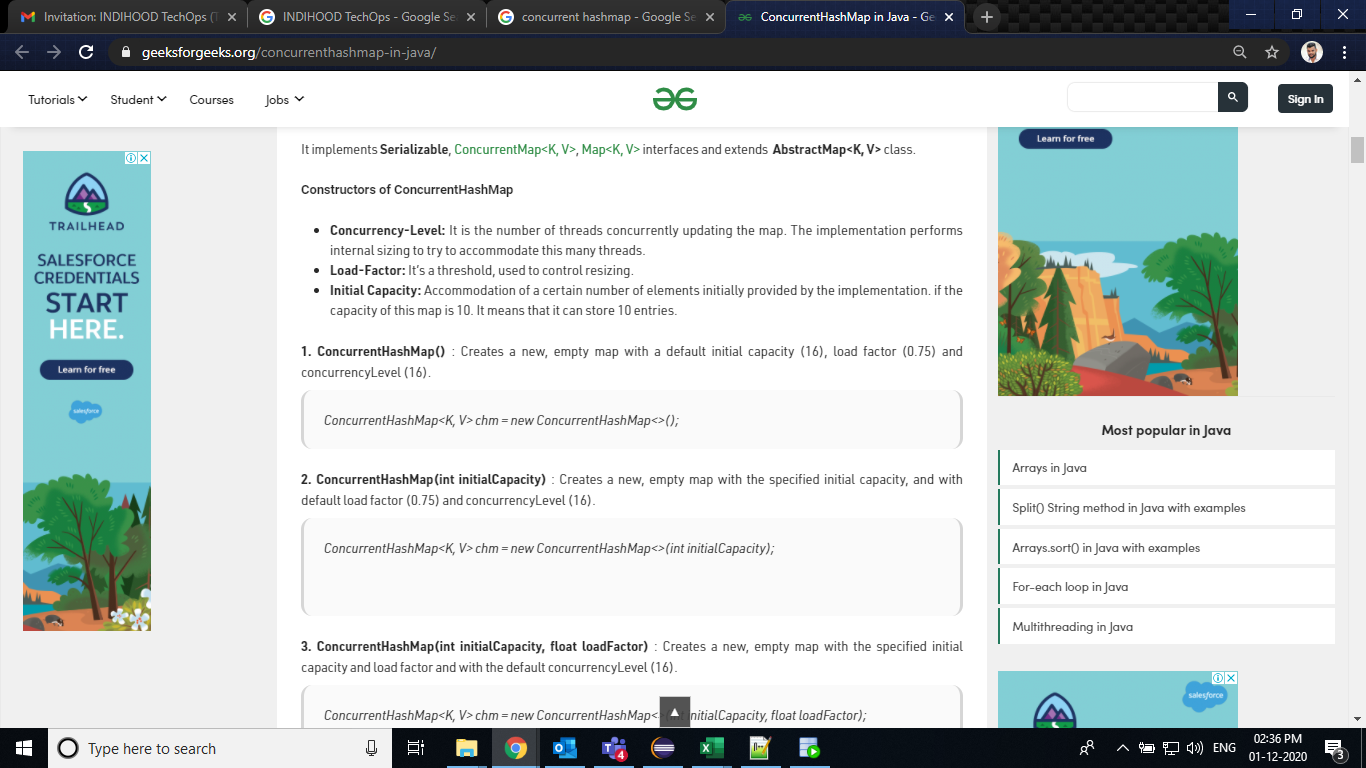 Invitation: INDIHOOD TechOps (T
INDIHOOD TechOps - Google Se
concurrent hashmap - Google Se
ConcurrentHashMap in Java - Ge
geeksforgeeks.org/concurrenthashmap-in-java/
Tutorials Student Courses Jobs
Sign In
It implements Serializable, ConcurrentMap<K, V>, Map<K, V> interfaces and extends AbstractMap<K, V> class.
Constructors of ConcurrentHashMap
• Concurrency-Level: It is the number of threads concurrently updating the map. The implementation performs
internal sizing to try to accommodate this many threads.
• Load-Factor: It's a threshold, used to control resizing.
• Initial Capacity: Accommodation of a certain number of elements initially provided by the implementation. if the
capacity of this map is 10. It means that it can store 10 entries.
1. ConcurrentHashMap() : Creates a new, empty map with a default initial capacity (16), load factor (0.75) and
concurrencyLevel (16).
ConcurrentHashMap<K, V> chm = new ConcurrentHashMap<>();
2. ConcurrentHashMap(int initialCapacity) : Creates a new, empty map with the specified initial capacity, and with
default load factor (0.75) and concurrencyLevel (16).
ConcurrentHashMap<K, V> chm = new ConcurrentHashMap<>(int initialCapacity);
3. ConcurrentHashMap(int initialCapacity, float loadFactor) : Creates a new, empty map with the specified initial
capacity and load factor and with the default concurrencyLevel (16).
ConcurrentHashMap<K, V> chm = new ConcurrentHashMap< initialCapacity, float loadFactor);
TRAILHEAD
SALESFORCE
CREDENTIALS
START
HERE.
Learn for free
salesforce
Learn for free
Most popular in Java
Arrays in Java
Split() String method in Java with examples
Arrays.sort() in Java with examples
For-each loop in Java
Multithreading in Java
salesforce
Type here to search
4
ENG
02:36 PM
01-12-2020
3